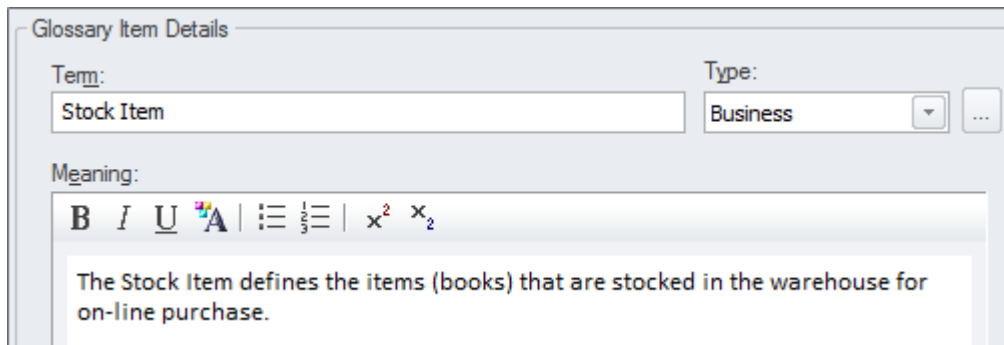 Glossary Item Details
Term:
Type:
Stock Item
Business
...
Meaning:
B I U A x² x₂
The Stock Item defines the items (books) that are stocked in the warehouse for
on-line purchase.